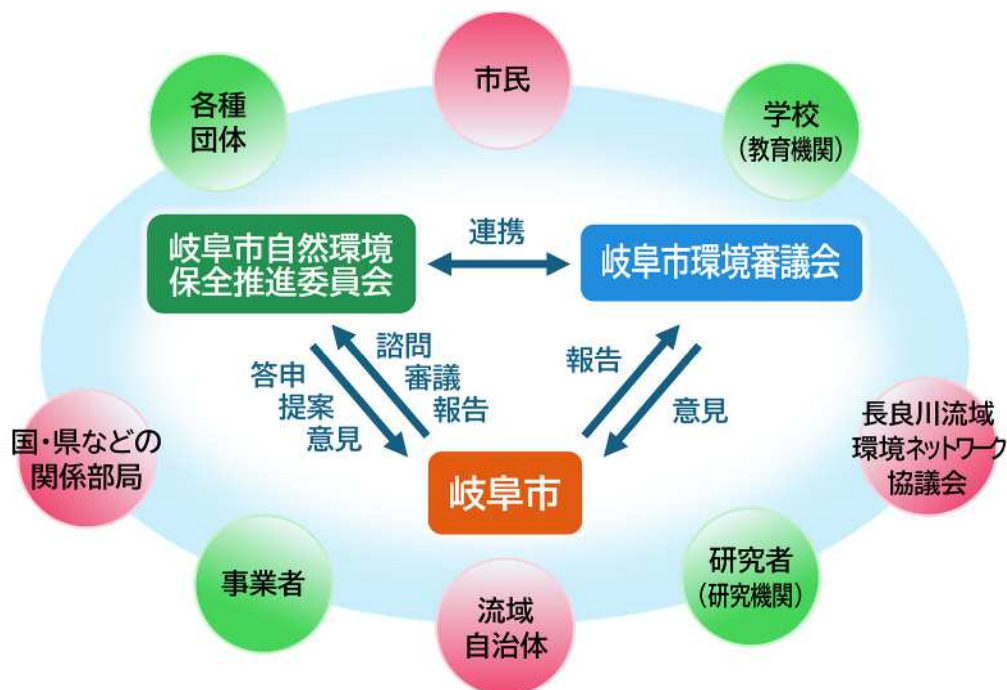 市民
各種
団体
学校
(教育機関)
連携
岐阜市自然環境
保全推進委員会
岐阜市環境審議会
諮問
審議
報告
答申
提案
意見
報告
意見
国・県などの
関係部局
長良川流域
環境ネットワーク
協議会
岐阜市
事業者
研究者
(研究機関)
流域
自治体